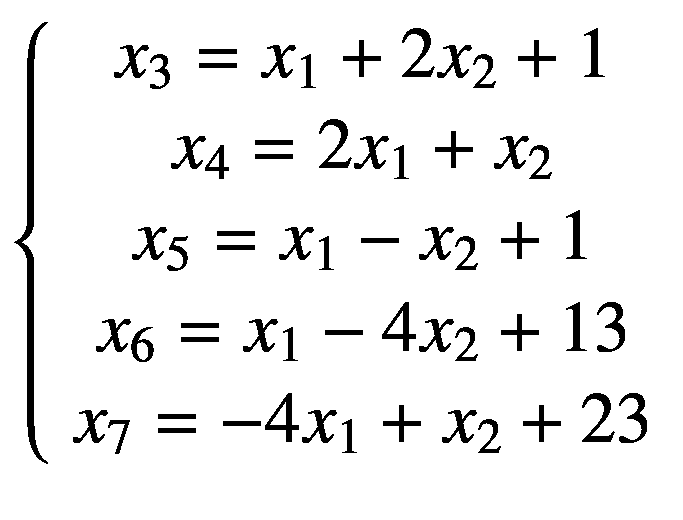 x₃ = x₁ + 2x₂ + 1
x₄ = 2x₁ + x₂
x₅ = x₁ − x₂ + 1
x₆ = x₁ − 4x₂ + 13
x₇ = −4x₁ + x₂ + 23